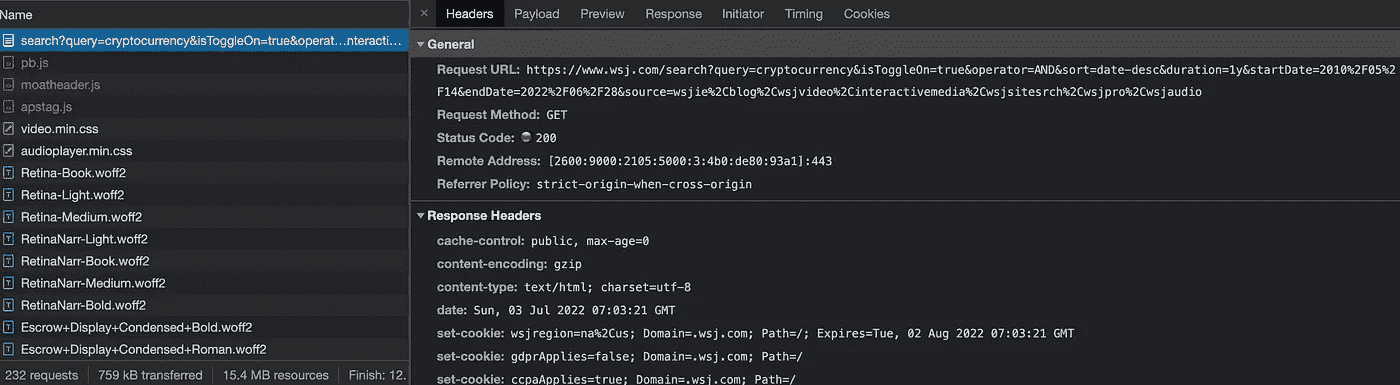 Name
search?query=cryptocurrency&isToggleOn=true&operat…nteracti…
pb.js
moatheader.js
apstag.js
video.min.css
audioplayer.min.css
Retina-Book.woff2
Retina-Light.woff2
Retina-Medium.woff2
RetinaNarr-Light.woff2
RetinaNarr-Book.woff2
RetinaNarr-Medium.woff2
RetinaNarr-Bold.woff2
Escrow+Display+Condensed+Bold.woff2
Escrow+Display+Condensed+Roman.woff2
232 requests 759 kB transferred 15.4 MB resources Finish: 12.
× Headers Payload Preview Response Initiator Timing Cookies
General
Request URL: https://www.wsj.com/search?query=cryptocurrency&isToggleOn=true&operator=AND&sort=date-desc&duration=1y&startDate=2010%2F05%2
F14&endDate=2022%2F06%2F28&source=wsjie%2Cblog%2Cwsjvideo%2Cinteractivemedia%2Cwsjsitesrch%2Cwsjpro%2Cwsjaudio
Request Method: GET
Status Code: 200
Remote Address: [2600:9000:2105:5000:3:4b0:de80:93a1]:443
Referrer Policy: strict-origin-when-cross-origin
Response Headers
cache-control: public, max-age=0
content-encoding: gzip
content-type: text/html; charset=utf-8
date: Sun, 03 Jul 2022 07:03:21 GMT
set-cookie: wsjregion=na%2Cus; Domain=.wsj.com; Path=/; Expires=Tue, 02 Aug 2022 07:03:21 GMT
set-cookie: gdprApplies=false; Domain=.wsj.com; Path=/
set-cookie: ccpaApplies=true; Domain=.wsj.com; Path=/